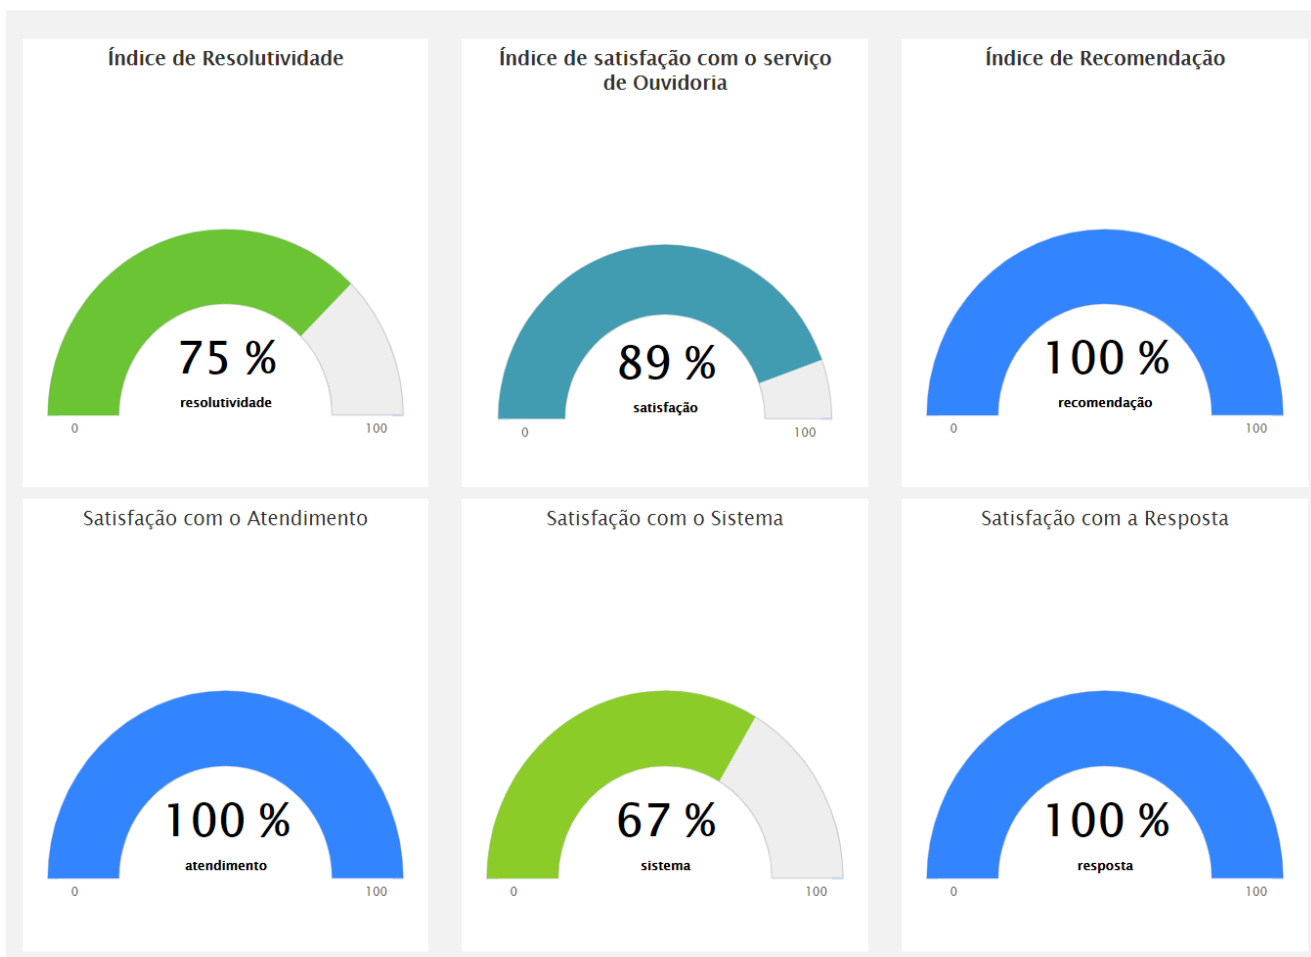 Índice de Resolutividade
75 %
resolutividade
0 100
Índice de satisfação com o serviço
de Ouvidoria
89 %
satisfação
0 100
Índice de Recomendação
100 %
recomendação
0 100
Satisfação com o Atendimento
100 %
atendimento
0 100
Satisfação com o Sistema
67 %
sistema
0 100
Satisfação com a Resposta
100 %
resposta
0 100